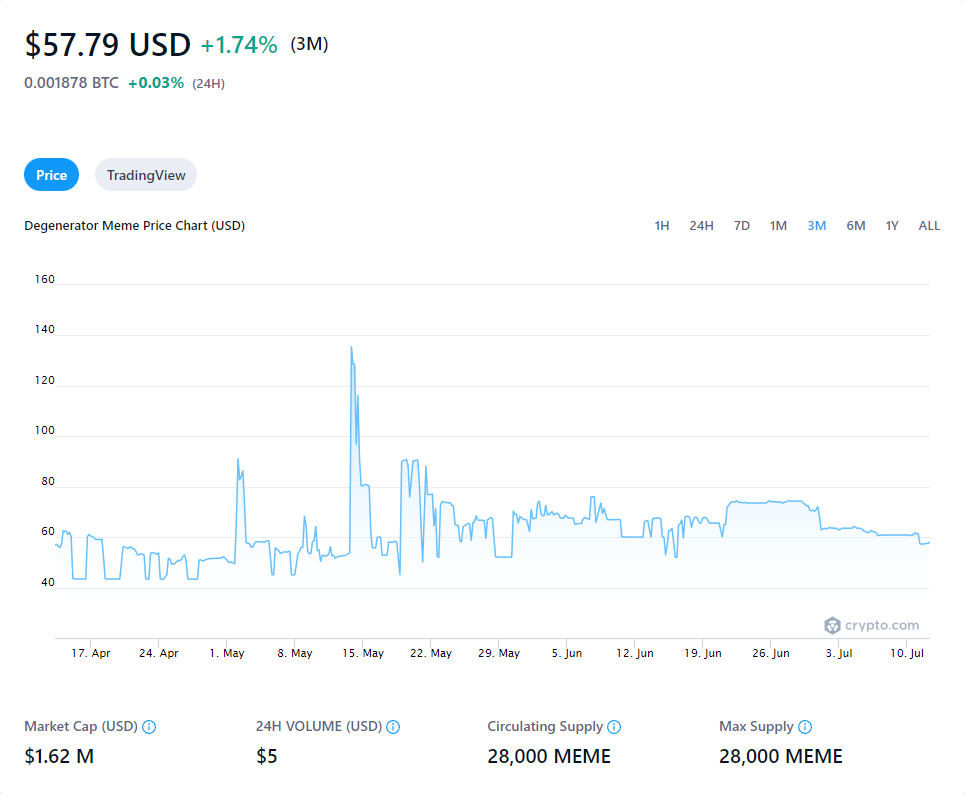 $57.79 USD +1.74% (3M)
0.001878 BTC +0.03% (24H)
Price TradingView
Degenerator Meme Price Chart (USD) 1H 24H 7D 1M 3M 6M 1Y ALL
160
140
120
100
80
60
40
crypto.com
17. Apr 24. Apr 1. May 8. May 15. May 22. May 29. May 5. Jun 12. Jun 19. Jun 26. Jun 3. Jul 10. Jul
Market Cap (USD) 24H VOLUME (USD) Circulating Supply Max Supply
$1.62 M $5 28,000 MEME 28,000 MEME